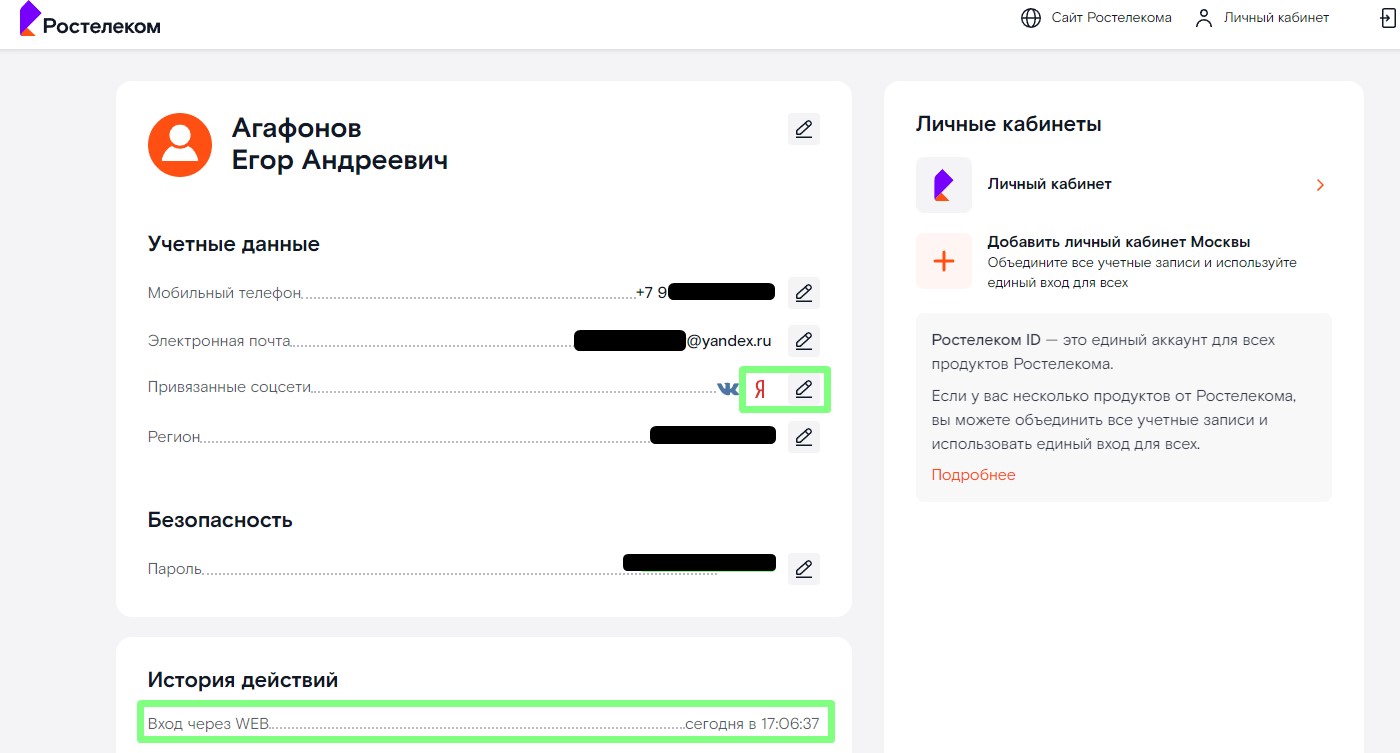 Ростелеком
Сайт Ростелекома
Личный кабинет
Агафонов
Егор Андреевич
Учетные данные
Мобильный телефон +7 9
Электронная почта @yandex.ru
Привязанные соцсети Я
Регион
Безопасность
Пароль
История действий
Вход через WEB сегодня в 17:06:37
Личные кабинеты
Личный кабинет
Добавить личный кабинет Москвы
Объедините все учетные записи и используйте
единый вход для всех
Ростелеком ID — это единый аккаунт для всех
продуктов Ростелекома.
Если у вас несколько продуктов от Ростелекома,
вы можете объединить все учетные записи и
использовать единый вход для всех.
Подробнее